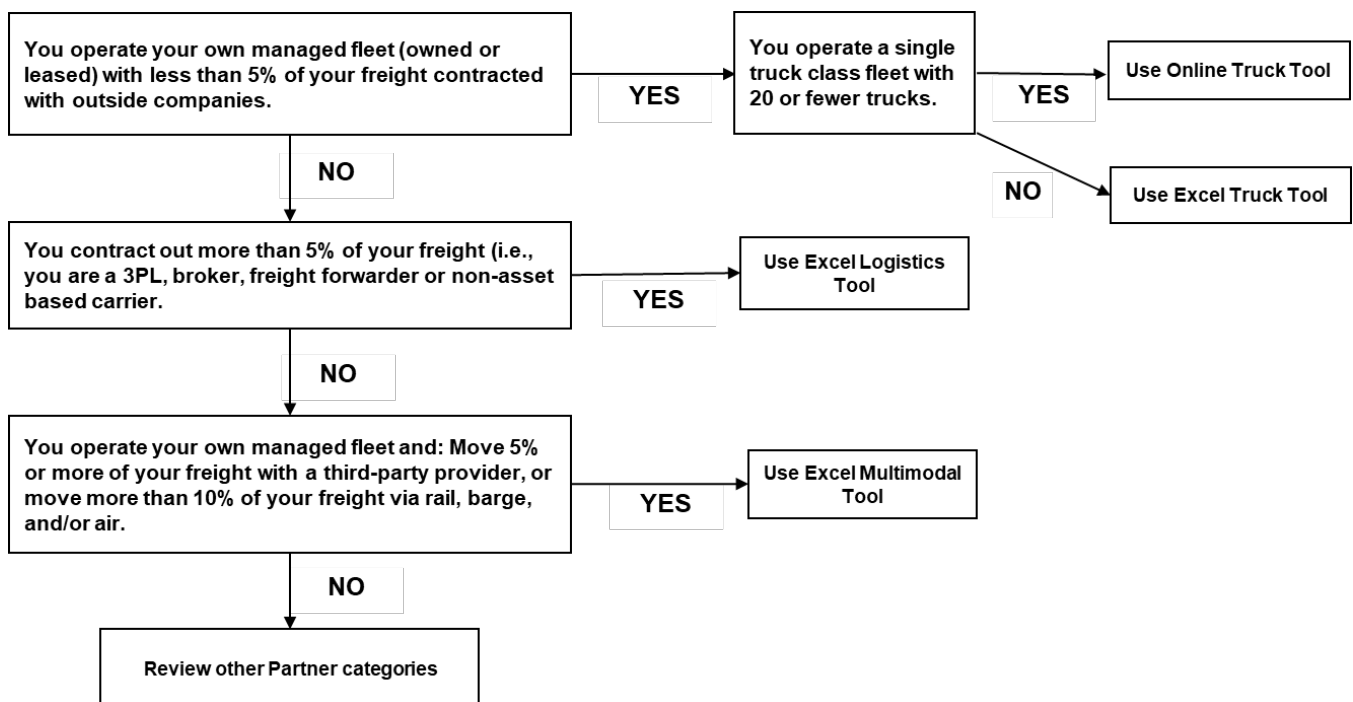 You operate your own managed fleet (owned or
leased) with less than 5% of your freight contracted
with outside companies.
YES
You operate a single
truck class fleet with
20 or fewer trucks.
YES
Use Online Truck Tool
NO
Use Excel Truck Tool
NO
You contract out more than 5% of your freight (i.e.,
you are a 3PL, broker, freight forwarder or non-asset
based carrier.
YES
Use Excel Logistics
Tool
NO
You operate your own managed fleet and: Move 5%
or more of your freight with a third-party provider, or
move more than 10% of your freight via rail, barge,
and/or air.
YES
Use Excel Multimodal
Tool
NO
Review other Partner categories